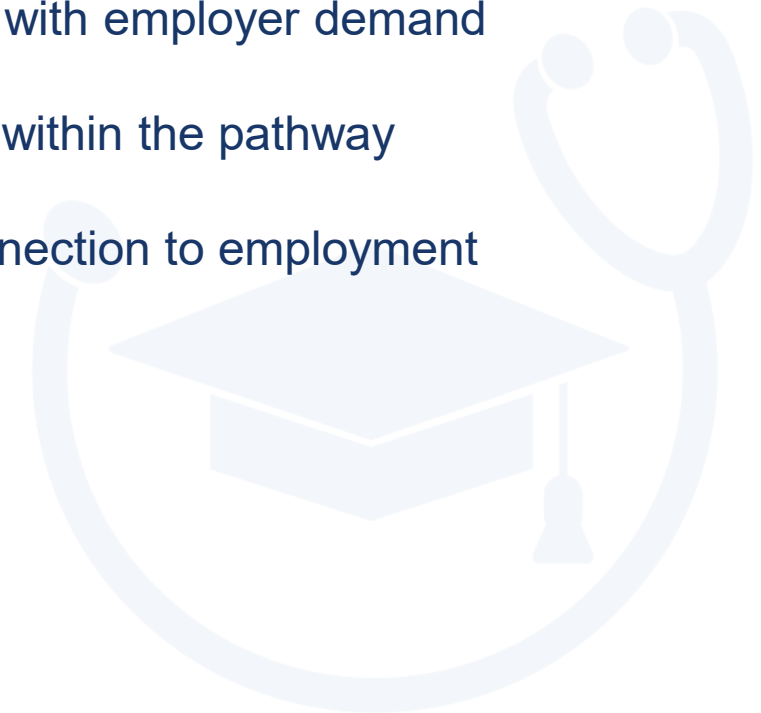 with employer demand
within the pathway
nection to employment